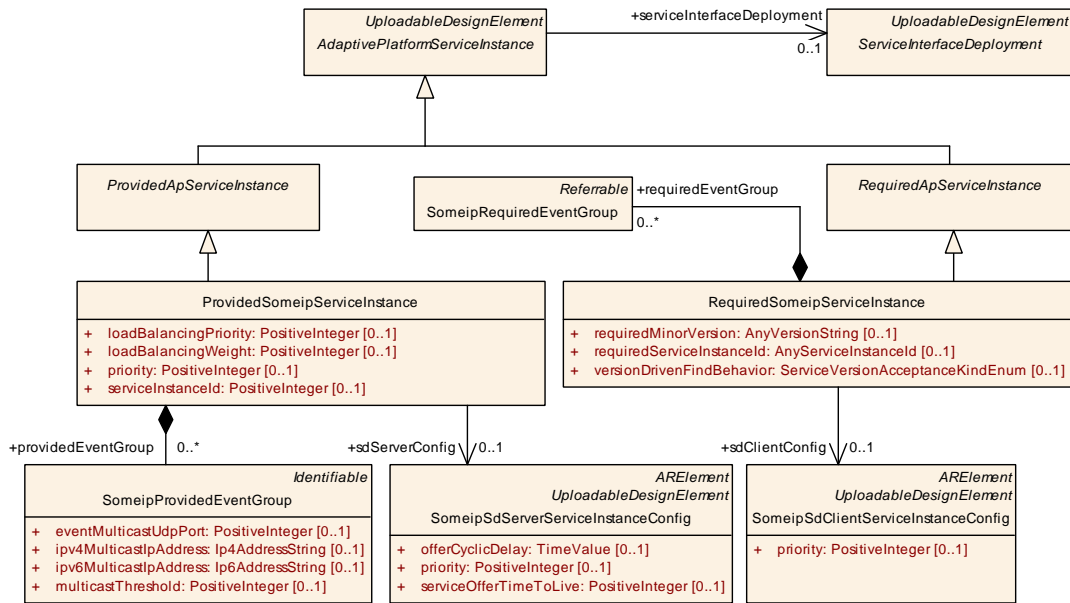 UploadableDesignElement
AdaptivePlatformServiceInstance
+serviceInterfaceDeployment
0..1
UploadableDesignElement
ServiceInterfaceDeployment
ProvidedApServiceInstance
Referrable
SomeipRequiredEventGroup
+requiredEventGroup
0..*
RequiredApServiceInstance
ProvidedSomeipServiceInstance
+ loadBalancingPriority: PositiveInteger [0..1]
+ loadBalancingWeight: PositiveInteger [0..1]
+ priority: PositiveInteger [0..1]
+ serviceInstanceId: PositiveInteger [0..1]
RequiredSomeipServiceInstance
+ requiredMinorVersion: AnyVersionString [0..1]
+ requiredServiceInstanceId: AnyServiceInstanceId [0..1]
+ versionDrivenFindBehavior: ServiceVersionAcceptanceKindEnum [0..1]
+providedEventGroup 0..*
+sdServerConfig 0..1
+sdClientConfig 0..1
Identifiable
SomeipProvidedEventGroup
+ eventMulticastUdpPort: PositiveInteger [0..1]
+ ipv4MulticastIpAddress: Ip4AddressString [0..1]
+ ipv6MulticastIpAddress: Ip6AddressString [0..1]
+ multicastThreshold: PositiveInteger [0..1]
ARElement
UploadableDesignElement
SomeipSdServerServiceInstanceConfig
+ offerCyclicDelay: TimeValue [0..1]
+ priority: PositiveInteger [0..1]
+ serviceOfferTimeToLive: PositiveInteger [0..1]
ARElement
UploadableDesignElement
SomeipSdClientServiceInstanceConfig
+ priority: PositiveInteger [0..1]